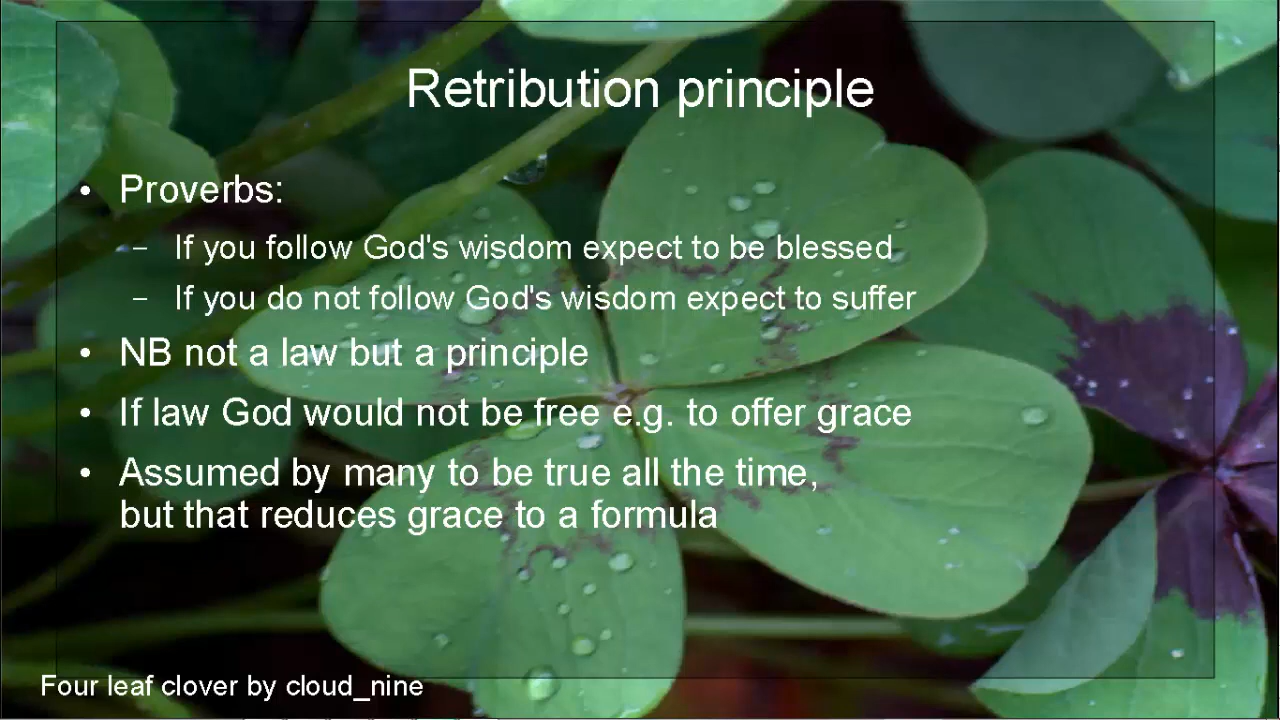 Retribution principle
• Proverbs:
– If you follow God's wisdom expect to be blessed
– If you do not follow God's wisdom expect to suffer
• NB not a law but a principle
• If law God would not be free e.g. to offer grace
• Assumed by many to be true all the time,
but that reduces grace to a formula
Four leaf clover by cloud_nine